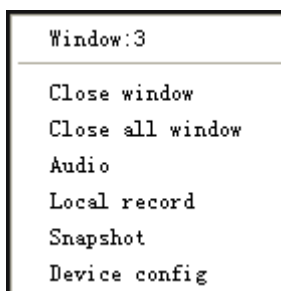 Window:3
Close window
Close all window
Audio
Local record
Snapshot
Device config